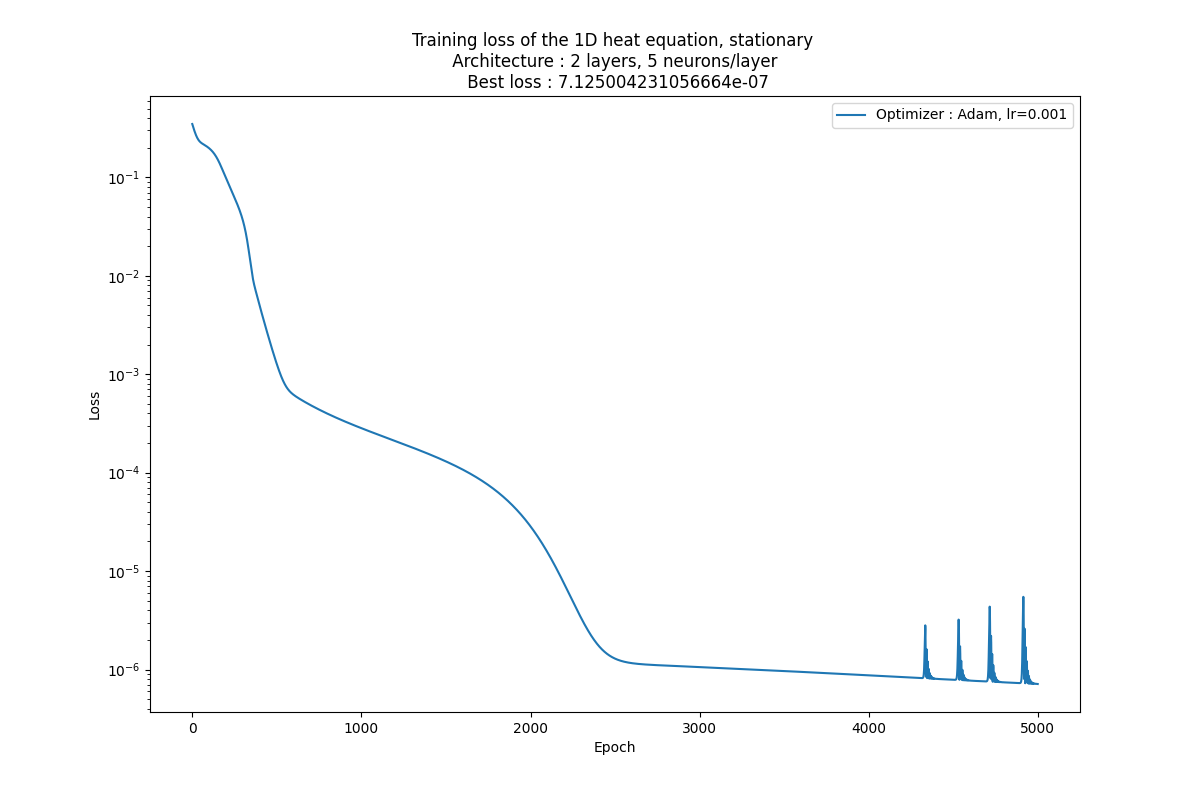 Training loss of the 1D heat equation, stationary
Architecture : 2 layers, 5 neurons/layer
Best loss : 7.125004231056664e-07
Optimizer : Adam, lr=0.001
10⁻¹
10⁻²
10⁻³
10⁻⁴
10⁻⁵
10⁻⁶
Loss
0 1000 2000 3000 4000 5000
Epoch